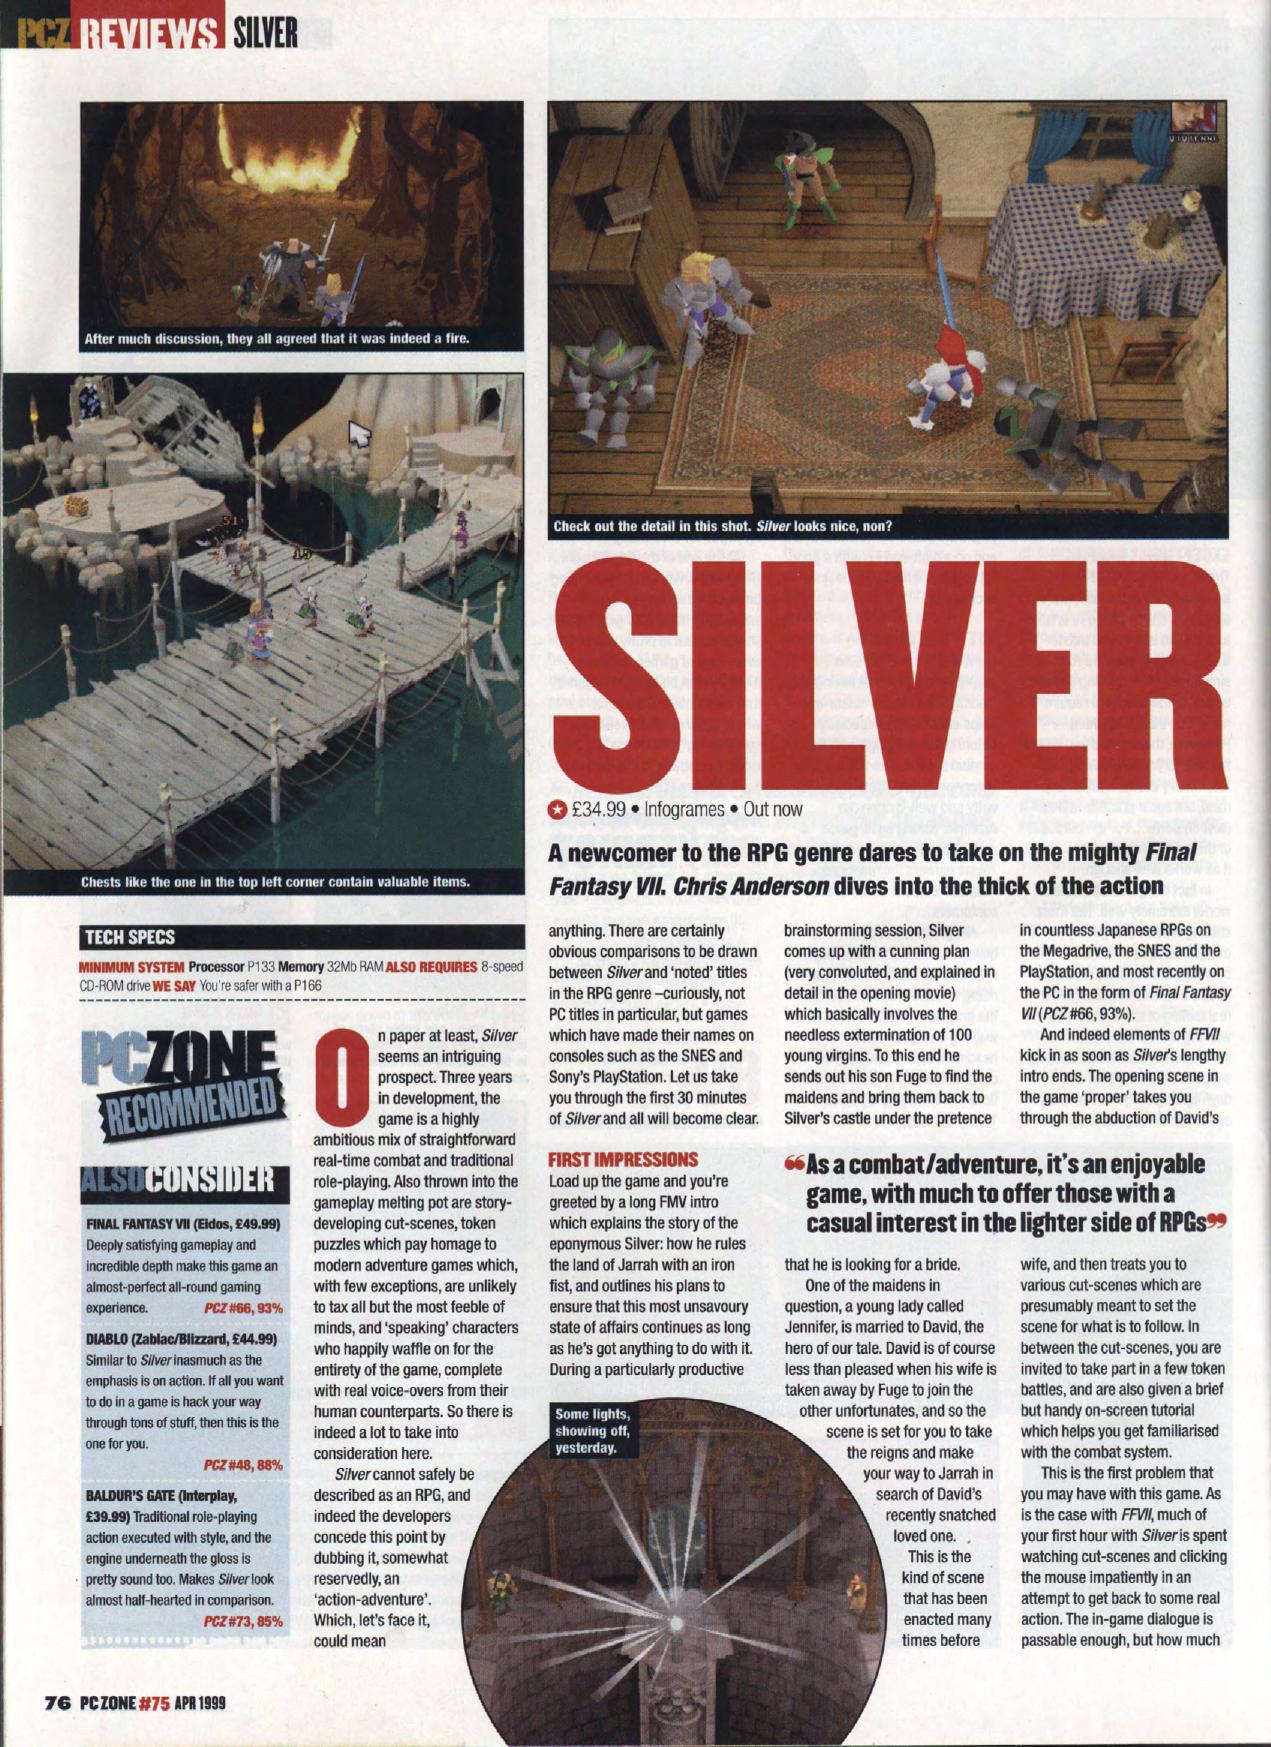 PCZ REVIEWS SILVER
After much discussion, they all agreed that it was indeed a fire.
Check out the detail in this shot. Silver looks nice, non?
Chests like the one in the top left corner contain valuable items.
51
SILVER
£34.99 • Infogrames • Out now
A newcomer to the RPG genre dares to take on the mighty Final
Fantasy VII. Chris Anderson dives into the thick of the action
TECH SPECS
MINIMUM SYSTEM Processor P133 Memory 32Mb RAM ALSO REQUIRES 8-speed
CD-ROM drive WE SAY You're safer with a P166
PCZONE
RECOMMENDED
ALSO CONSIDER
FINAL FANTASY VII (Eidos, £49.99)
Deeply satisfying gameplay and
incredible depth make this game an
almost-perfect all-round gaming
experience. PCZ #66, 93%
DIABLO (Zablac/Blizzard, £44.99)
Similar to Silver inasmuch as the
emphasis is on action. If all you want
to do in a game is hack your way
through tons of stuff, then this is the
one for you.
PCZ #48, 88%
BALDUR'S GATE (Interplay,
£39.99) Traditional role-playing
action executed with style, and the
engine underneath the gloss is
pretty sound too. Makes Silver look
almost half-hearted in comparison.
PCZ #73, 85%
On paper at least, Silver
seems an intriguing
prospect. Three years
in development, the
game is a highly
ambitious mix of straightforward
real-time combat and traditional
role-playing. Also thrown into the
gameplay melting pot are story-
developing cut-scenes, token
puzzles which pay homage to
modern adventure games which,
with few exceptions, are unlikely
to tax all but the most feeble of
minds, and 'speaking' characters
who happily waffle on for the
entirety of the game, complete
with real voice-overs from their
human counterparts. So there is
indeed a lot to take into
consideration here.
Silver cannot safely be
described as an RPG, and
indeed the developers
concede this point by
dubbing it, somewhat
reservedly, an
'action-adventure'.
Which, let's face it,
could mean
anything. There are certainly
obvious comparisons to be drawn
between Silver and 'noted' titles
in the RPG genre –curiously, not
PC titles in particular, but games
which have made their names on
consoles such as the SNES and
Sony's PlayStation. Let us take
you through the first 30 minutes
of Silver and all will become clear.
FIRST IMPRESSIONS
Load up the game and you're
greeted by a long FMV intro
which explains the story of the
eponymous Silver: how he rules
the land of Jarrah with an iron
fist, and outlines his plans to
ensure that this most unsavoury
state of affairs continues as long
as he's got anything to do with it.
During a particularly productive
Some lights,
showing off,
yesterday.
brainstorming session, Silver
comes up with a cunning plan
(very convoluted, and explained in
detail in the opening movie)
which basically involves the
needless extermination of 100
young virgins. To this end he
sends out his son Fuge to find the
maidens and bring them back to
Silver's castle under the pretence
“As a combat/adventure, it's an enjoyable
game, with much to offer those with a
casual interest in the lighter side of RPGs”
that he is looking for a bride.
One of the maidens in
question, a young lady called
Jennifer, is married to David, the
hero of our tale. David is of course
less than pleased when his wife is
taken away by Fuge to join the
other unfortunates, and so the
scene is set for you to take
the reigns and make
your way to Jarrah in
search of David's
recently snatched
loved one.
This is the
kind of scene
that has been
enacted many
times before
in countless Japanese RPGs on
the Megadrive, the SNES and the
PlayStation, and most recently on
the PC in the form of Final Fantasy
VII (PCZ #66, 93%).
And indeed elements of FFVII
kick in as soon as Silver's lengthy
intro ends. The opening scene in
the game 'proper' takes you
through the abduction of David's
wife, and then treats you to
various cut-scenes which are
presumably meant to set the
scene for what is to follow. In
between the cut-scenes, you are
invited to take part in a few token
battles, and are also given a brief
but handy on-screen tutorial
which helps you get familiarised
with the combat system.
This is the first problem that
you may have with this game. As
is the case with FFVII, much of
your first hour with Silver is spent
watching cut-scenes and clicking
the mouse impatiently in an
attempt to get back to some real
action. The in-game dialogue is
passable enough, but how much
76 PCZONE #75 APR 1999